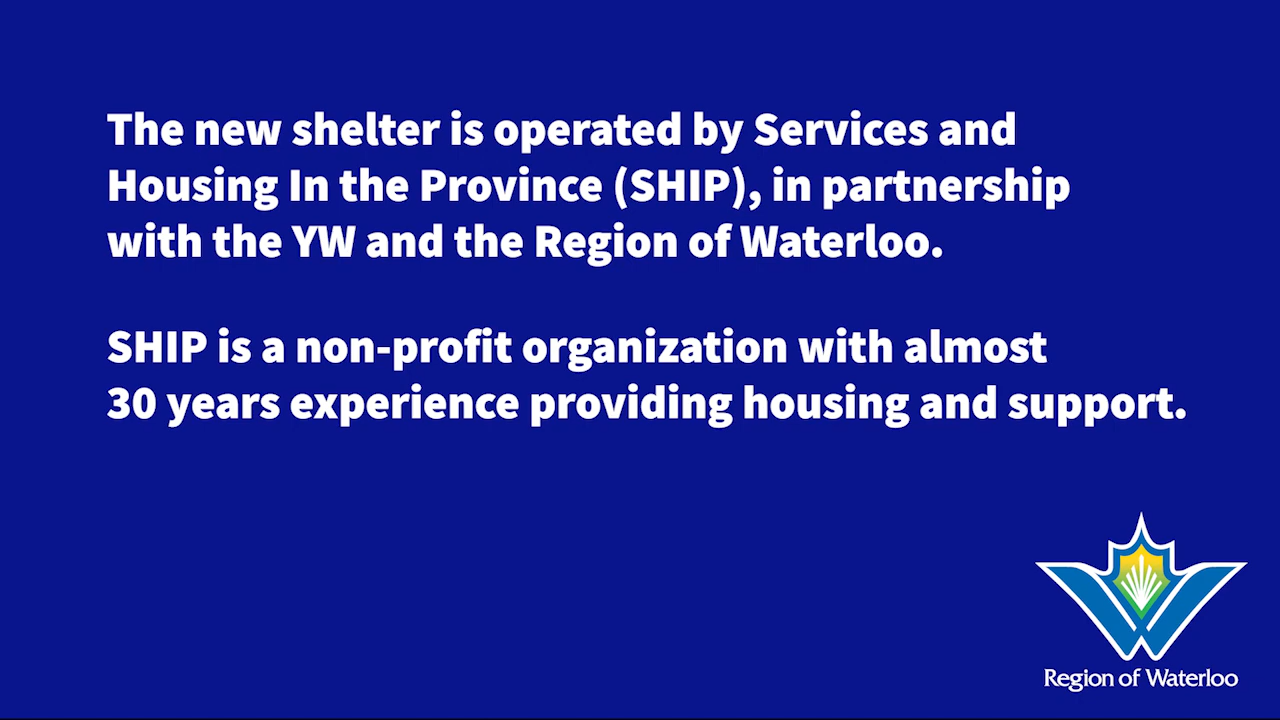 The new shelter is operated by Services and
Housing In the Province (SHIP), in partnership
with the YW and the Region of Waterloo.
SHIP is a non-profit organization with almost
30 years experience providing housing and support.
Region of Waterloo